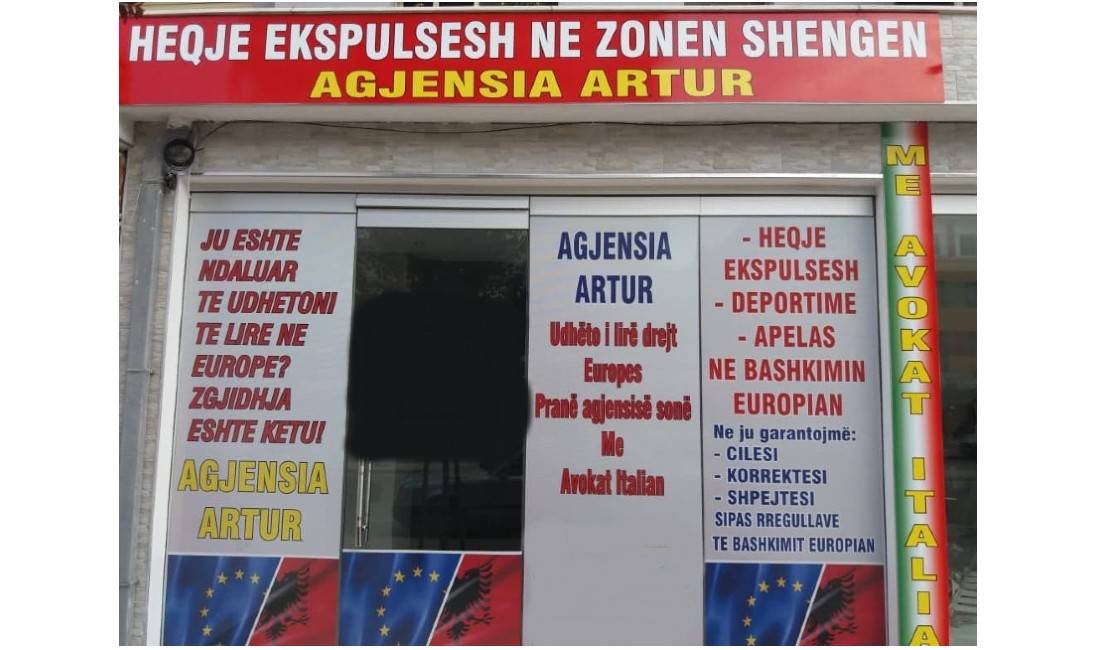 HEQJE EKSPULSESH NE ZONEN SHENGEN
AGJENSIA ARTUR
JU ESHTE
NDALUAR
TE UDHETONI
TE LIRE NE
EUROPE?
ZGJIDHJA
ESHTE KETU!
AGJENSIA
ARTUR
AGJENSIA
ARTUR
Udhëto i lirë drejt
Europes
Pranë agjensisë sonë
Me
Avokat Italian
- HEQJE
EKSPULSESH
- DEPORTIME
- APELAS
NE BASHKIMIN
EUROPIAN
Ne ju garantojmë:
- CILESI
- KORREKTESI
- SHPEJTESI
SIPAS RREGULLAVE
TE BASHKIMIT EUROPIAN
ME AVOKAT ITALIA